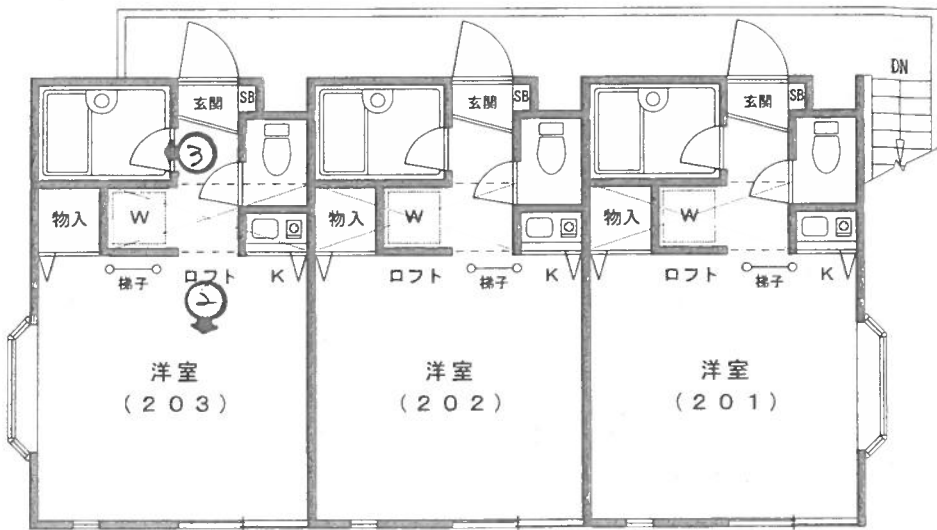 DN
玄関
SB
玄関
SB
玄関
SB
3
物入
W
物入
W
物入
W
梯子
ロフト
K
ロフト
梯子
K
ロフト
梯子
K
2
洋室
(203)
洋室
(202)
洋室
(201)